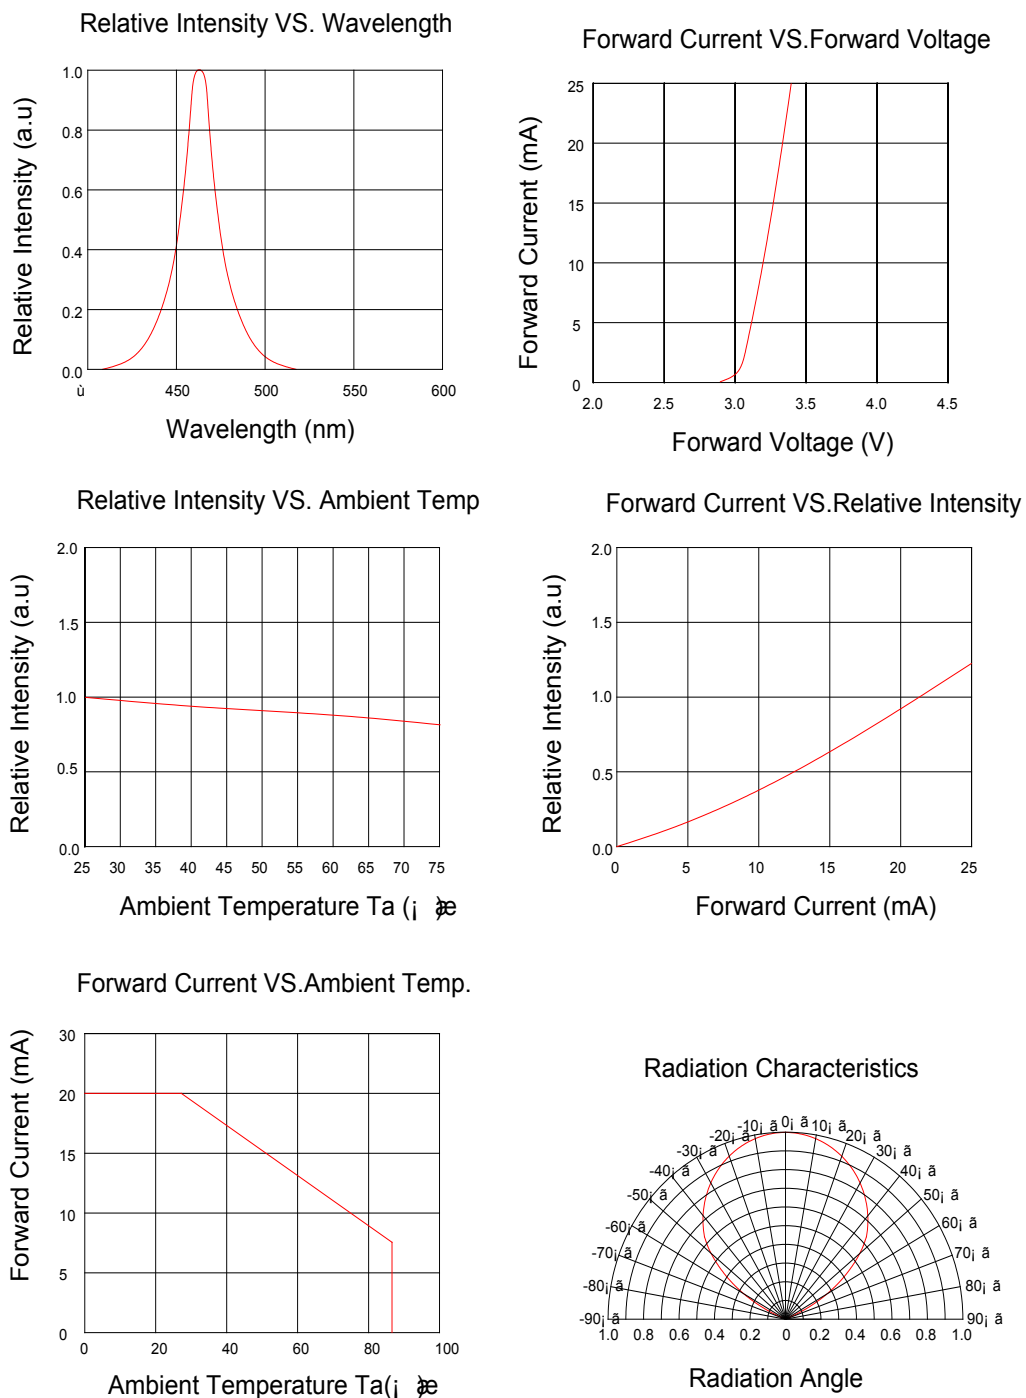 Relative Intensity VS. Wavelength
Relative Intensity (a.u)
1.0
0.8
0.6
0.4
0.2
0.0
ù 450 500 550 600
Wavelength (nm)
Forward Current VS.Forward Voltage
Forward Current (mA)
25
20
15
10
5
0
2.0 2.5 3.0 3.5 4.0 4.5
Forward Voltage (V)
Relative Intensity VS. Ambient Temp
Relative Intensity (a.u)
2.0
1.5
1.0
0.5
0.0
25 30 35 40 45 50 55 60 65 70 75
Ambient Temperature Ta (¡ )æ
Forward Current VS.Relative Intensity
Relative Intensity (a.u)
2.0
1.5
1.0
0.5
0.0
0 5 10 15 20 25
Forward Current (mA)
Forward Current VS.Ambient Temp.
Forward Current (mA)
30
20
15
10
5
0
0 20 40 60 80 100
Ambient Temperature Ta(¡ )æ
Radiation Characteristics
-90¡ ã
-80¡ ã
-70¡ ã
-60¡ ã
-50¡ ã
-40¡ ã
-30¡ ã
-20¡ ã
-10¡ ã
0¡ ã
10¡ ã
20¡ ã
30¡ ã
40¡ ã
50¡ ã
60¡ ã
70¡ ã
80¡ ã
90¡ ã
1.0 0.8 0.6 0.4 0.2 0 0.2 0.4 0.6 0.8 1.0
Radiation Angle